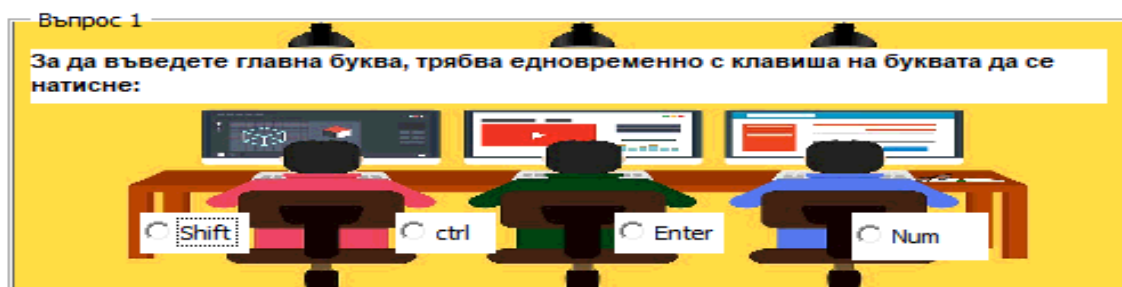 Въпрос 1
За да въведете главна буква, трябва едновременно с клавиша на буквата да се
натисне:
Shift ctrl Enter Num